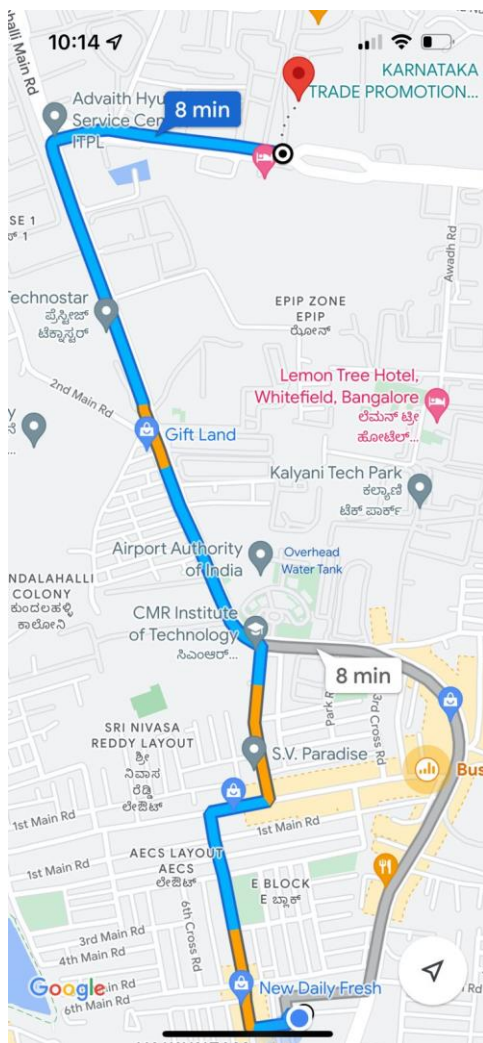 10:14
halli Main Rd
KARNATAKA
TRADE PROMOTION...
Advaith Hyu
Service Cen
ITPL
8 min
SE 1
Awadh Rd
Technostar
ಪ್ರೆಸ್ಟೀಜ್
ಟೆಕ್ನೊಸ್ಟರ್
EPIP ZONE
EPIP
ಝೋನ್
2nd Main Rd
Lemon Tree Hotel,
Whitefield, Bangalore
ಲೆಮನ್ ಟ್ರೀ
ಹೋಟೆಲ್...
Gift Land
Kalyani Tech Park
ಕಲ್ಯಾಣಿ
ಟೆಕ್ ಪಾರ್ಕ್
Airport Authority
of India
Overhead
Water Tank
NDALAHALLI
COLONY
ಕುಂದಲಹಳ್ಳಿ
ಕಾಲೋನಿ
CMR Institute
of Technology
ಸಿಎಂಆರ್...
8 min
Park R
3rd Cross Rd
SRI NIVASA
REDDY LAYOUT
ಶ್ರೀ
ನಿವಾಸ
ರೆಡ್ಡಿ
ಲೇಔಟ್
S.V. Paradise
Bus
1st Main Rd
1st Main Rd
1st Main Rd
AECS LAYOUT
AECS
ಲೇಔಟ್
E BLOCK
E ಬ್ಲಾಕ್
6th Cross Rd
3rd Main Rd
4th Main Rd
Google
in Rd
6th Main Rd
New Daily Fresh